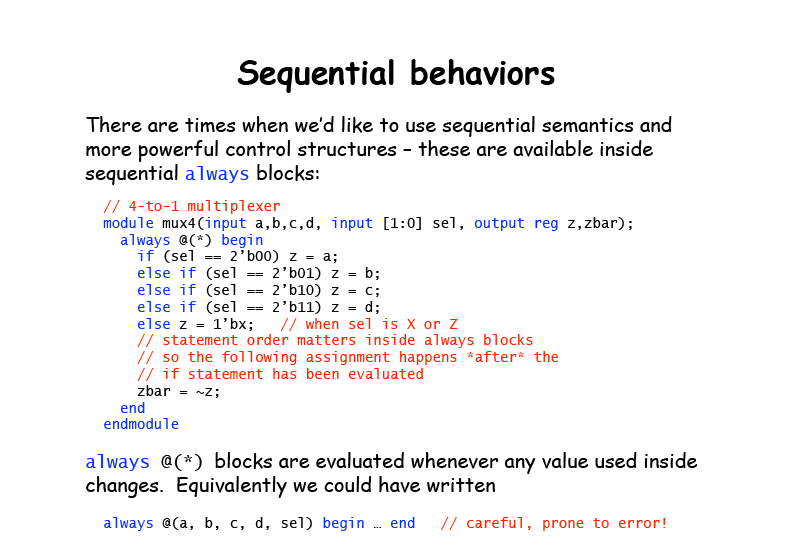 Sequential behaviors
There are times when we’d like to use sequential semantics and
more powerful control structures – these are available inside
sequential always blocks:
// 4-to-1 multiplexer
module mux4(input a,b,c,d, input [1:0] sel, output reg z,zbar);
always @(*) begin
if (sel == 2’b00) z = a;
else if (sel == 2’b01) z = b;
else if (sel == 2’b10) z = c;
else if (sel == 2’b11) z = d;
else z = 1’bx;   // when sel is X or Z
// statement order matters inside always blocks
// so the following assignment happens *after* the
// if statement has been evaluated
zbar = ~z;
end
endmodule
always @(*) blocks are evaluated whenever any value used inside
changes.  Equivalently we could have written
always @(a, b, c, d, sel) begin … end   // careful, prone to error!